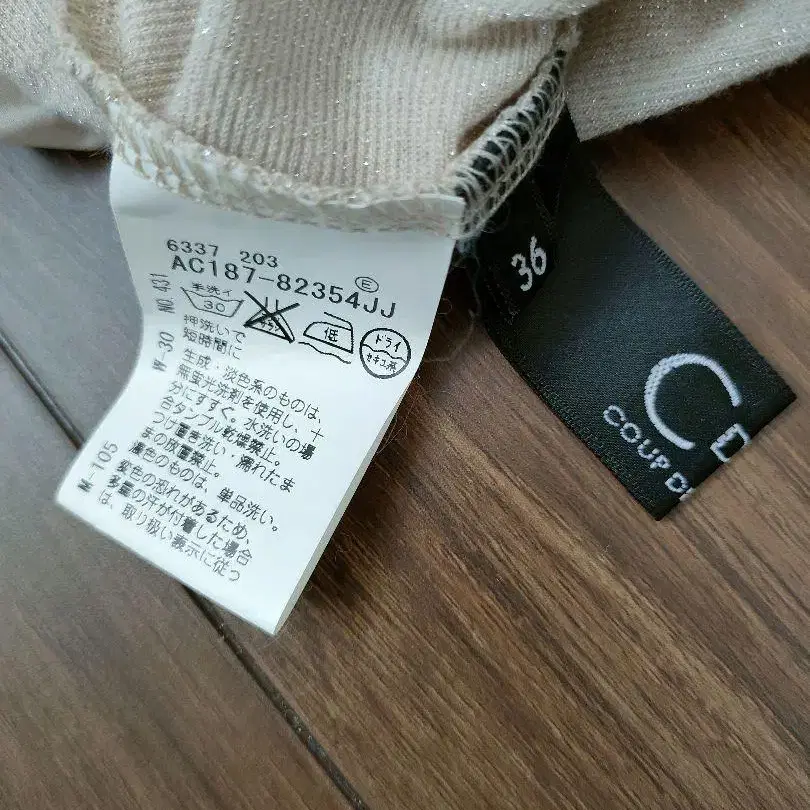 6337 203
AC187-82354JJ
E
手洗イ
30
低
ドライ
セキユ系
押洗いで
短時間に
生成・淡色系のものは、
無蛍光洗剤を使用し、十
分にすすぐ。水洗いの場
合タンブル乾燥禁止。
つけ置き洗い・濡れたま
まの放置禁止。
濃色のものは、単品洗い。
変色の恐れがあるため、
多量の汗が付着した場合
は、取り扱い表示に従っ
W-30 NO. 431
M 105
36
C D
COUP DE